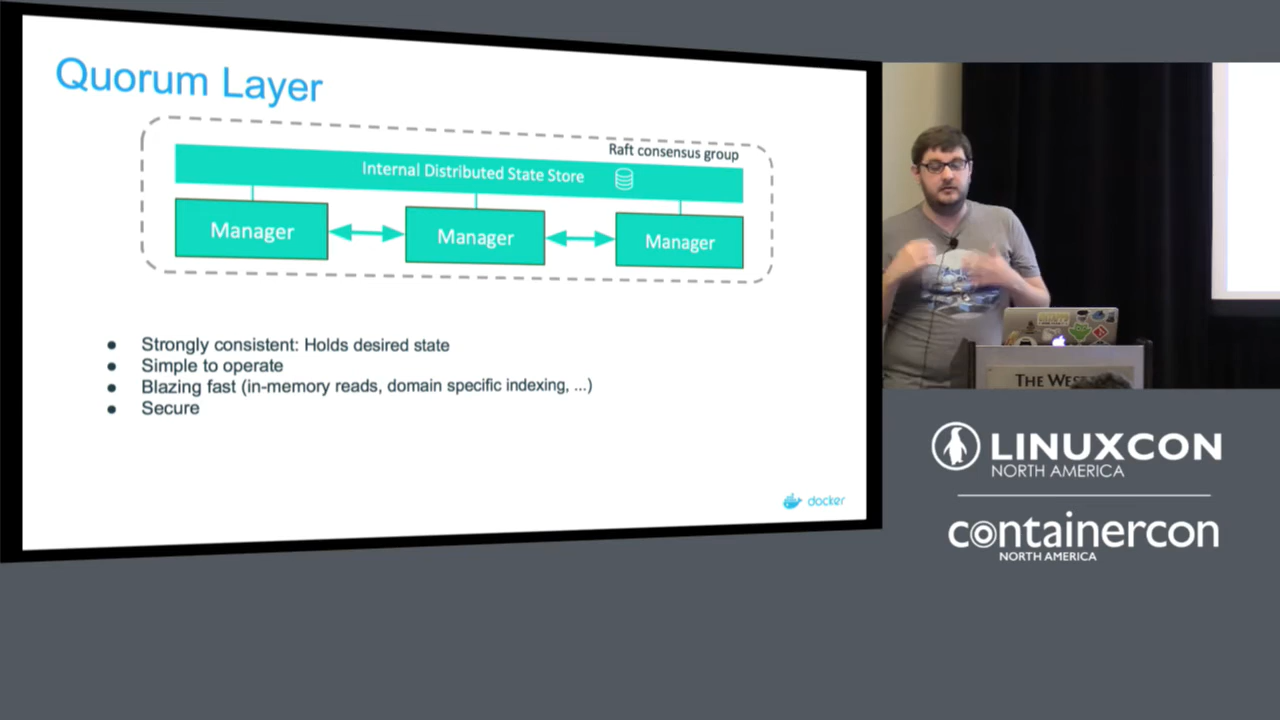 Quorum Layer
Raft consensus group
Internal Distributed State Store
Manager
Manager
Manager
Strongly consistent: Holds desired state
Simple to operate
Blazing fast (in-memory reads, domain specific indexing, ...)
Secure
docker
THE WEST
LINUXCON
NORTH AMERICA
containercon
NORTH AMERICA